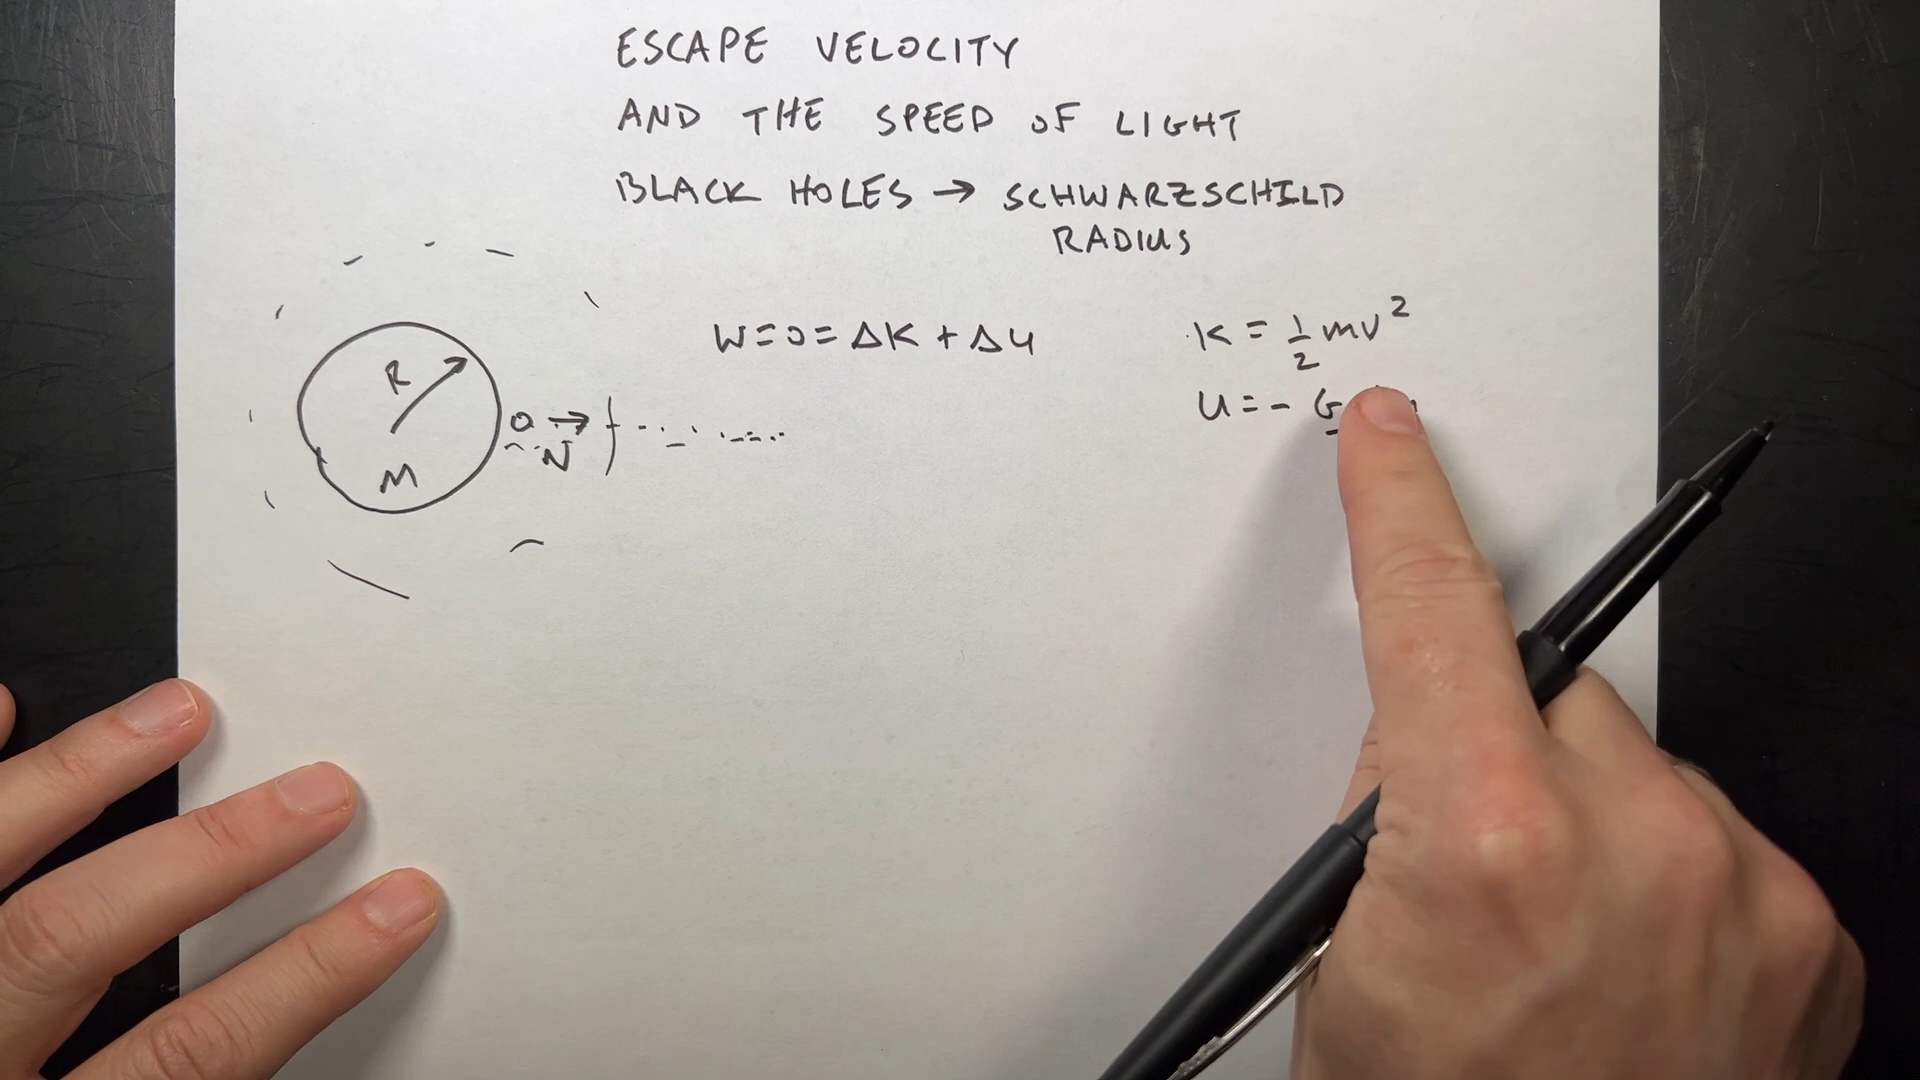 ESCAPE VELOCITY
AND THE SPEED OF LIGHT
BLACK HOLES → SCHWARZSCHILD
RADIUS
W=0=ΔK+ΔU
K = 1/2 mv²
U = - G
R
M